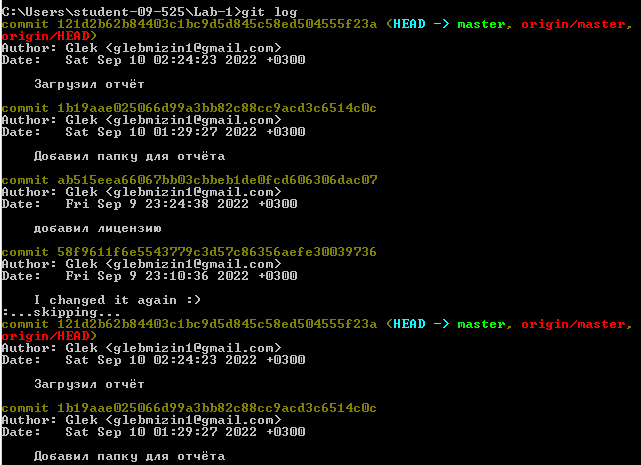 C:\Users\student-09-525\Lab-1>git log
commit 121d2b62b84403c1bc9d5d845c58ed504555f23a (HEAD -> master, origin/master,
origin/HEAD)
Author: Glek <glebmizin1@gmail.com>
Date:   Sat Sep 10 02:24:23 2022 +0300
Загрузил отчёт
commit 1b19aae025066d99a3bb82c88cc9acd3c6514c0c
Author: Glek <glebmizin1@gmail.com>
Date:   Sat Sep 10 01:29:27 2022 +0300
Добавил папку для отчёта
commit ab515eea66067bb03cbbeb1de0fcd606306dac07
Author: Glek <glebmizin1@gmail.com>
Date:   Fri Sep 9 23:24:38 2022 +0300
добавил лицензию
commit 58f9611f6e5543779c3d57c86356aefe30039736
Author: Glek <glebmizin1@gmail.com>
Date:   Fri Sep 9 23:10:36 2022 +0300
I changed it again :)
:...skipping...
commit 121d2b62b84403c1bc9d5d845c58ed504555f23a (HEAD -> master, origin/master,
origin/HEAD)
Author: Glek <glebmizin1@gmail.com>
Date:   Sat Sep 10 02:24:23 2022 +0300
Загрузил отчёт
commit 1b19aae025066d99a3bb82c88cc9acd3c6514c0c
Author: Glek <glebmizin1@gmail.com>
Date:   Sat Sep 10 01:29:27 2022 +0300
Добавил папку для отчёта